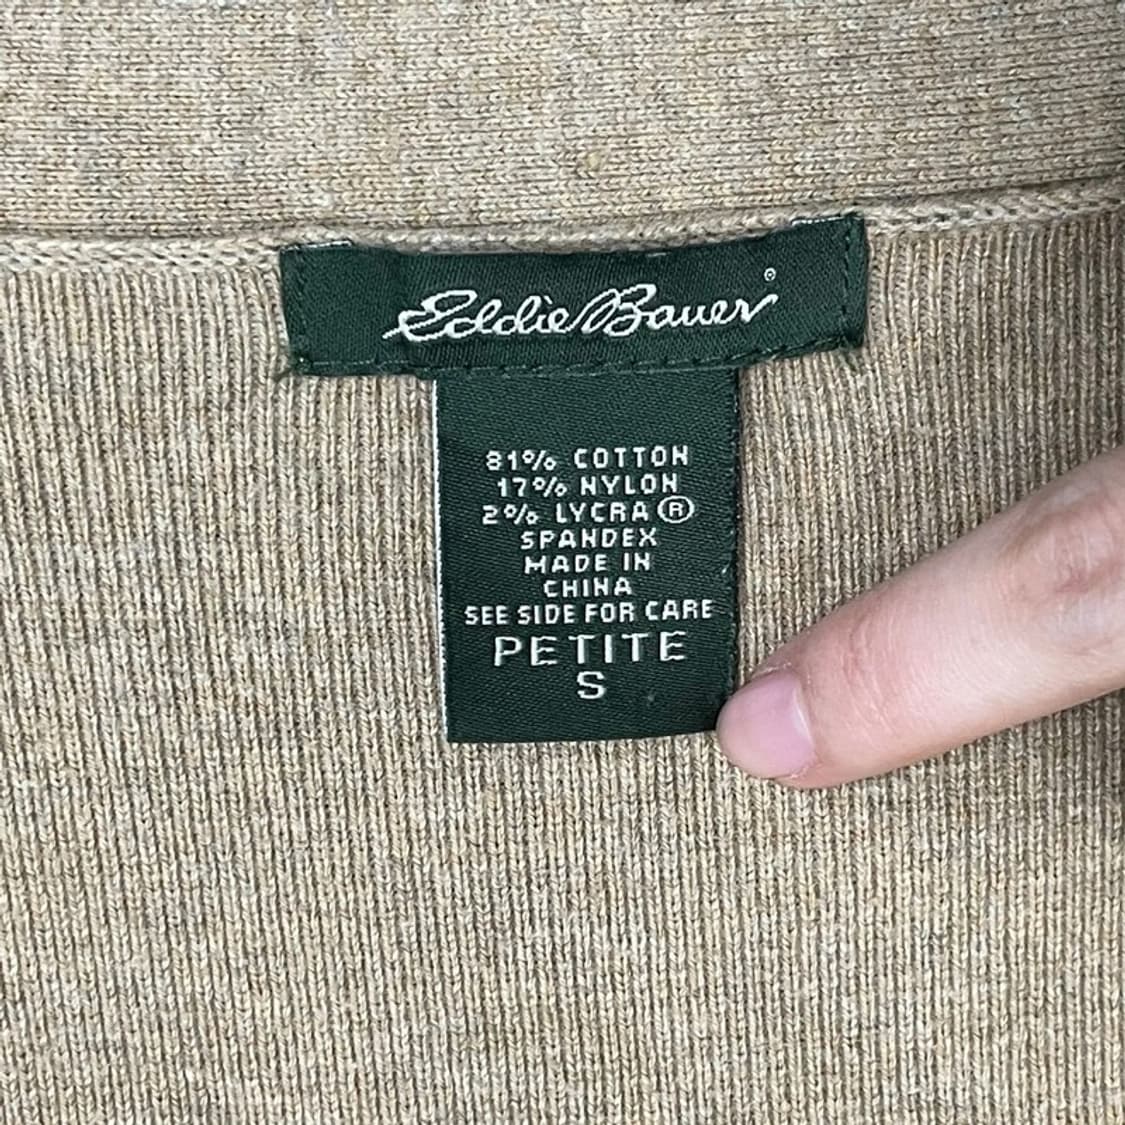 Eddie Bauer®
81% COTTON
17% NYLON
2% LYCRA®
SPANDEX
MADE IN
CHINA
SEE SIDE FOR CARE
PETITE
S